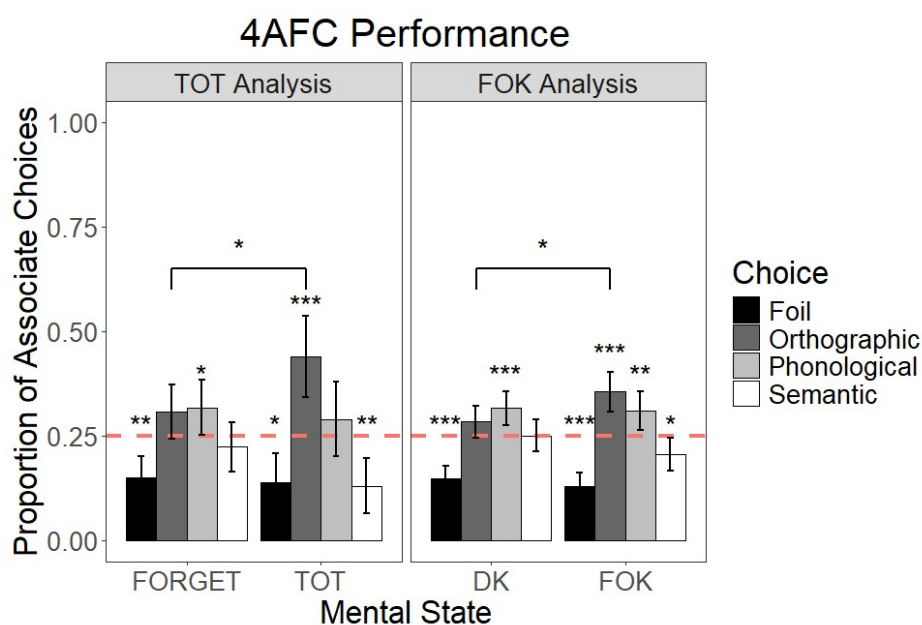 4AFC Performance
TOT Analysis
FOK Analysis
Proportion of Associate Choices
1.00
0.75
0.50
0.25
0.00
*
*
***
*
**
*
**
***
***
***
***
**
*
FORGET
TOT
DK
FOK
Mental State
Choice
Foil
Orthographic
Phonological
Semantic